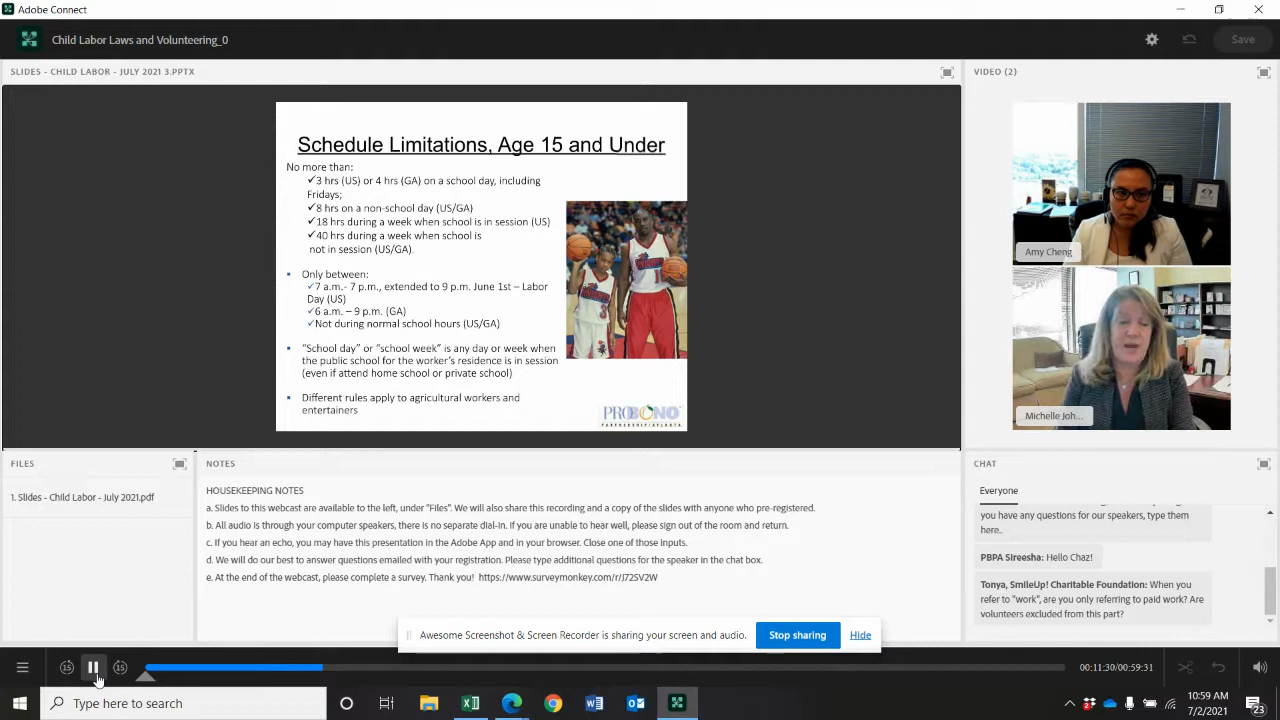 Adobe Connect
Child Labor Laws and Volunteering_0
Save
SLIDES - CHILD LABOR - JULY 2021 3.PPTX
VIDEO (2)
Schedule Limitations, Age 15 and Under
No more than:
✓3 hrs (US) or 4 hrs (GA) on a school day, including
Fridays;
✓8 hrs on a non-school day (US/GA)
✓18 hrs during a week when school is in session (US)
✓40 hrs during a week when school is
not in session (US/GA).
▪ Only between:
✓7 a.m.- 7 p.m., extended to 9 p.m. June 1st – Labor
Day (US)
✓6 a.m. – 9 p.m. (GA)
✓Not during normal school hours (US/GA)
▪ “School day” or “school week” is any day or week when
the public school for the worker’s residence is in session
(even if attend home school or private school)
▪ Different rules apply to agricultural workers and
entertainers
PRO BONO
PARTNERSHIP/ATLANTA
Amy Cheng
Michelle Joh...
FILES
1. Slides - Child Labor - July 2021.pdf
NOTES
HOUSEKEEPING NOTES
a. Slides to this webcast are available to the left, under "Files". We will also share this recording and a copy of the slides with anyone who pre-registered.
b. All audio is through your computer speakers, there is no separate dial-in. If you are unable to hear well, please sign out of the room and return.
c. If you hear an echo, you may have this presentation in the Adobe App and in your browser. Close one of those inputs.
d. We will do our best to answer questions emailed with your registration. Please type additional questions for the speaker in the chat box.
e. At the end of the webcast, please complete a survey. Thank you! https://www.surveymonkey.com/r/J72SV2W
CHAT
Everyone
you have any questions for our speakers, type them
here..
PBPA Sireesha: Hello Chaz!
Tonya, SmileUp! Charitable Foundation: When you
refer to "work", are you only referring to paid work? Are
volunteers excluded from this part?
Awesome Screenshot & Screen Recorder is sharing your screen and audio.
Stop sharing
Hide
15
15
00:11:30/00:59:31
Type here to search
10:59 AM
7/2/2021
23